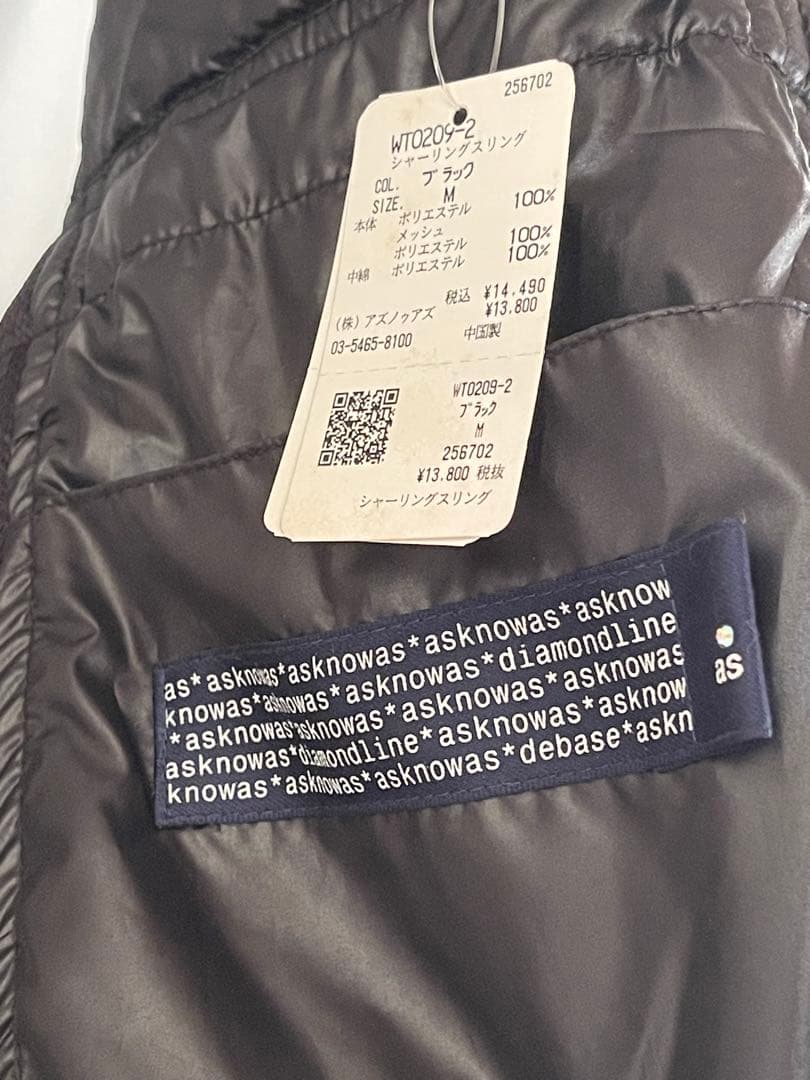 256702
WT0209-2
シャーリングスリング
COL. ブラック
SIZE. M
本体 ポリエステル 100%
メッシュ
ポリエステル 100%
中綿 ポリエステル 100%
税込 ¥14,490
¥13,800
(株)アズノゥアズ
03-5465-8100 中国製
WT0209-2
ブラック
M
256702
¥13,800 税抜
シャーリングスリング
as*asknowas*asknowas*asknowas*asknow
knowas*asknowas*asknowas*diamondline
*asknowas*asknowas*asknowas*asknowas
asknowas*diamondline*asknowas*asknow
knowas*asknowas*asknowas*debase*askn
as